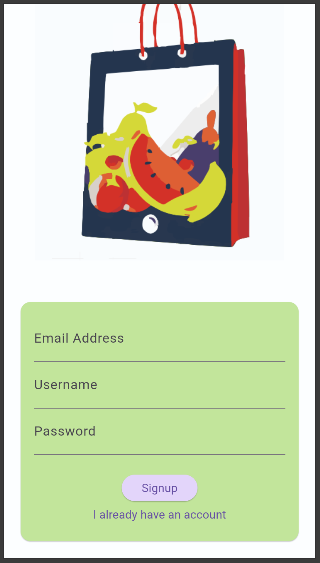 Email Address
Username
Password
Signup
I already have an account